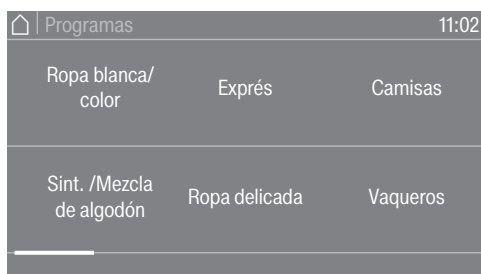 Programas 11:02
Ropa blanca/
color
Exprés
Camisas
Sint. /Mezcla
de algodón
Ropa delicada
Vaqueros